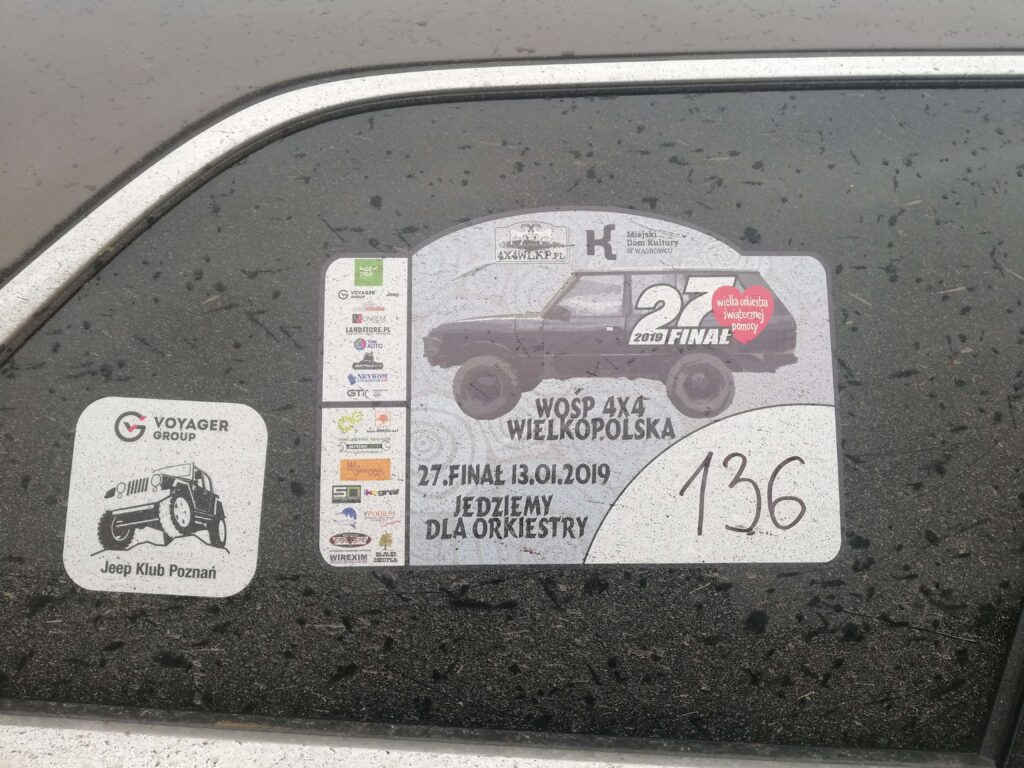 4X4WLKP.PL
Miejski
Dom Kultury
W WĄGROWCU
VOYAGER
GROUP
Jeep
LANDSTORE.PL
27
2019 FINAŁ
wielka orkiestra
świątecznej
pomocy
WOŚP 4X4
WIELKOPOLSKA
27.FINAŁ 13.01.2019
JEDZIEMY
DLA ORKIESTRY
136
WIREXIM
VOYAGER
GROUP
Jeep Klub Poznań